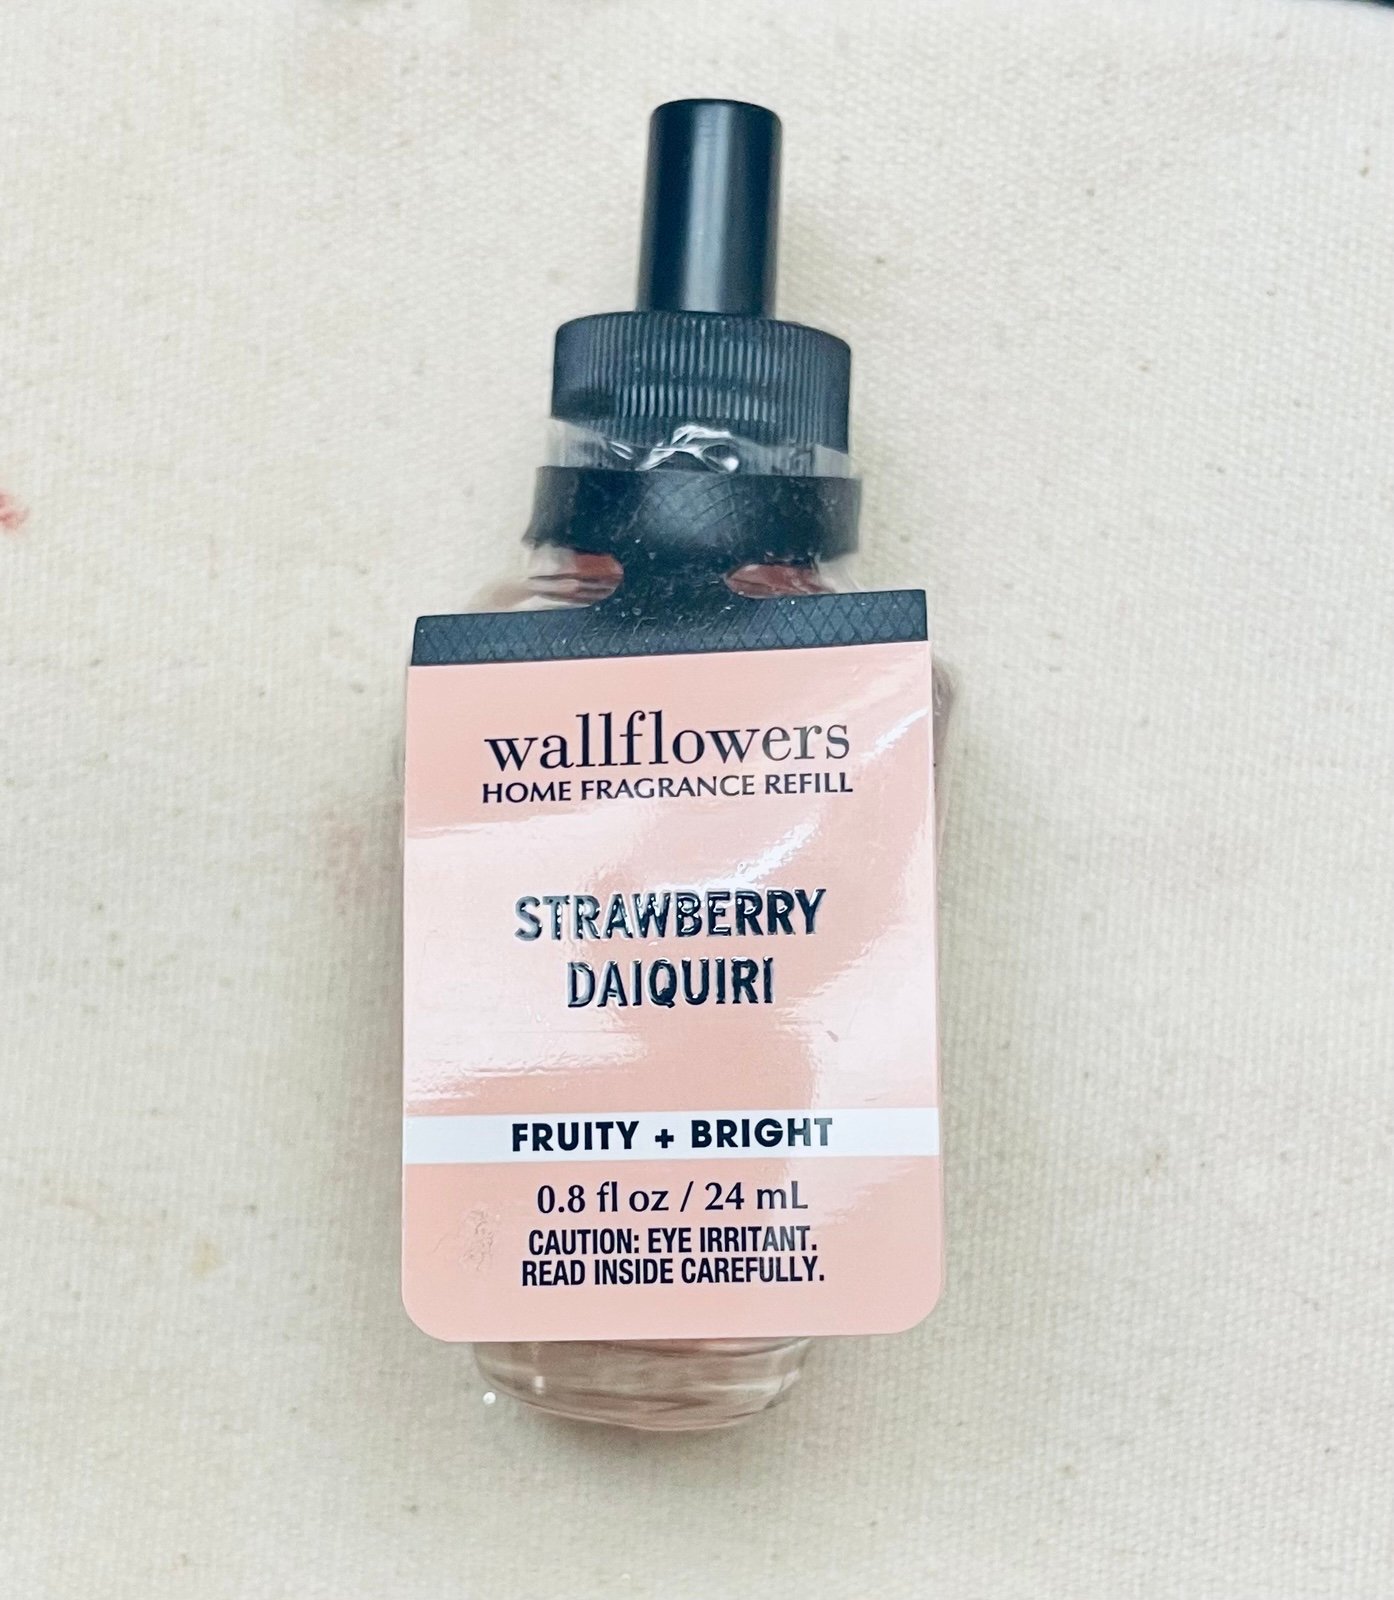 wallflowers
HOME FRAGRANCE REFILL
STRAWBERRY
DAIQUIRI
FRUITY + BRIGHT
0.8 fl oz / 24 mL
CAUTION: EYE IRRITANT.
READ INSIDE CAREFULLY.